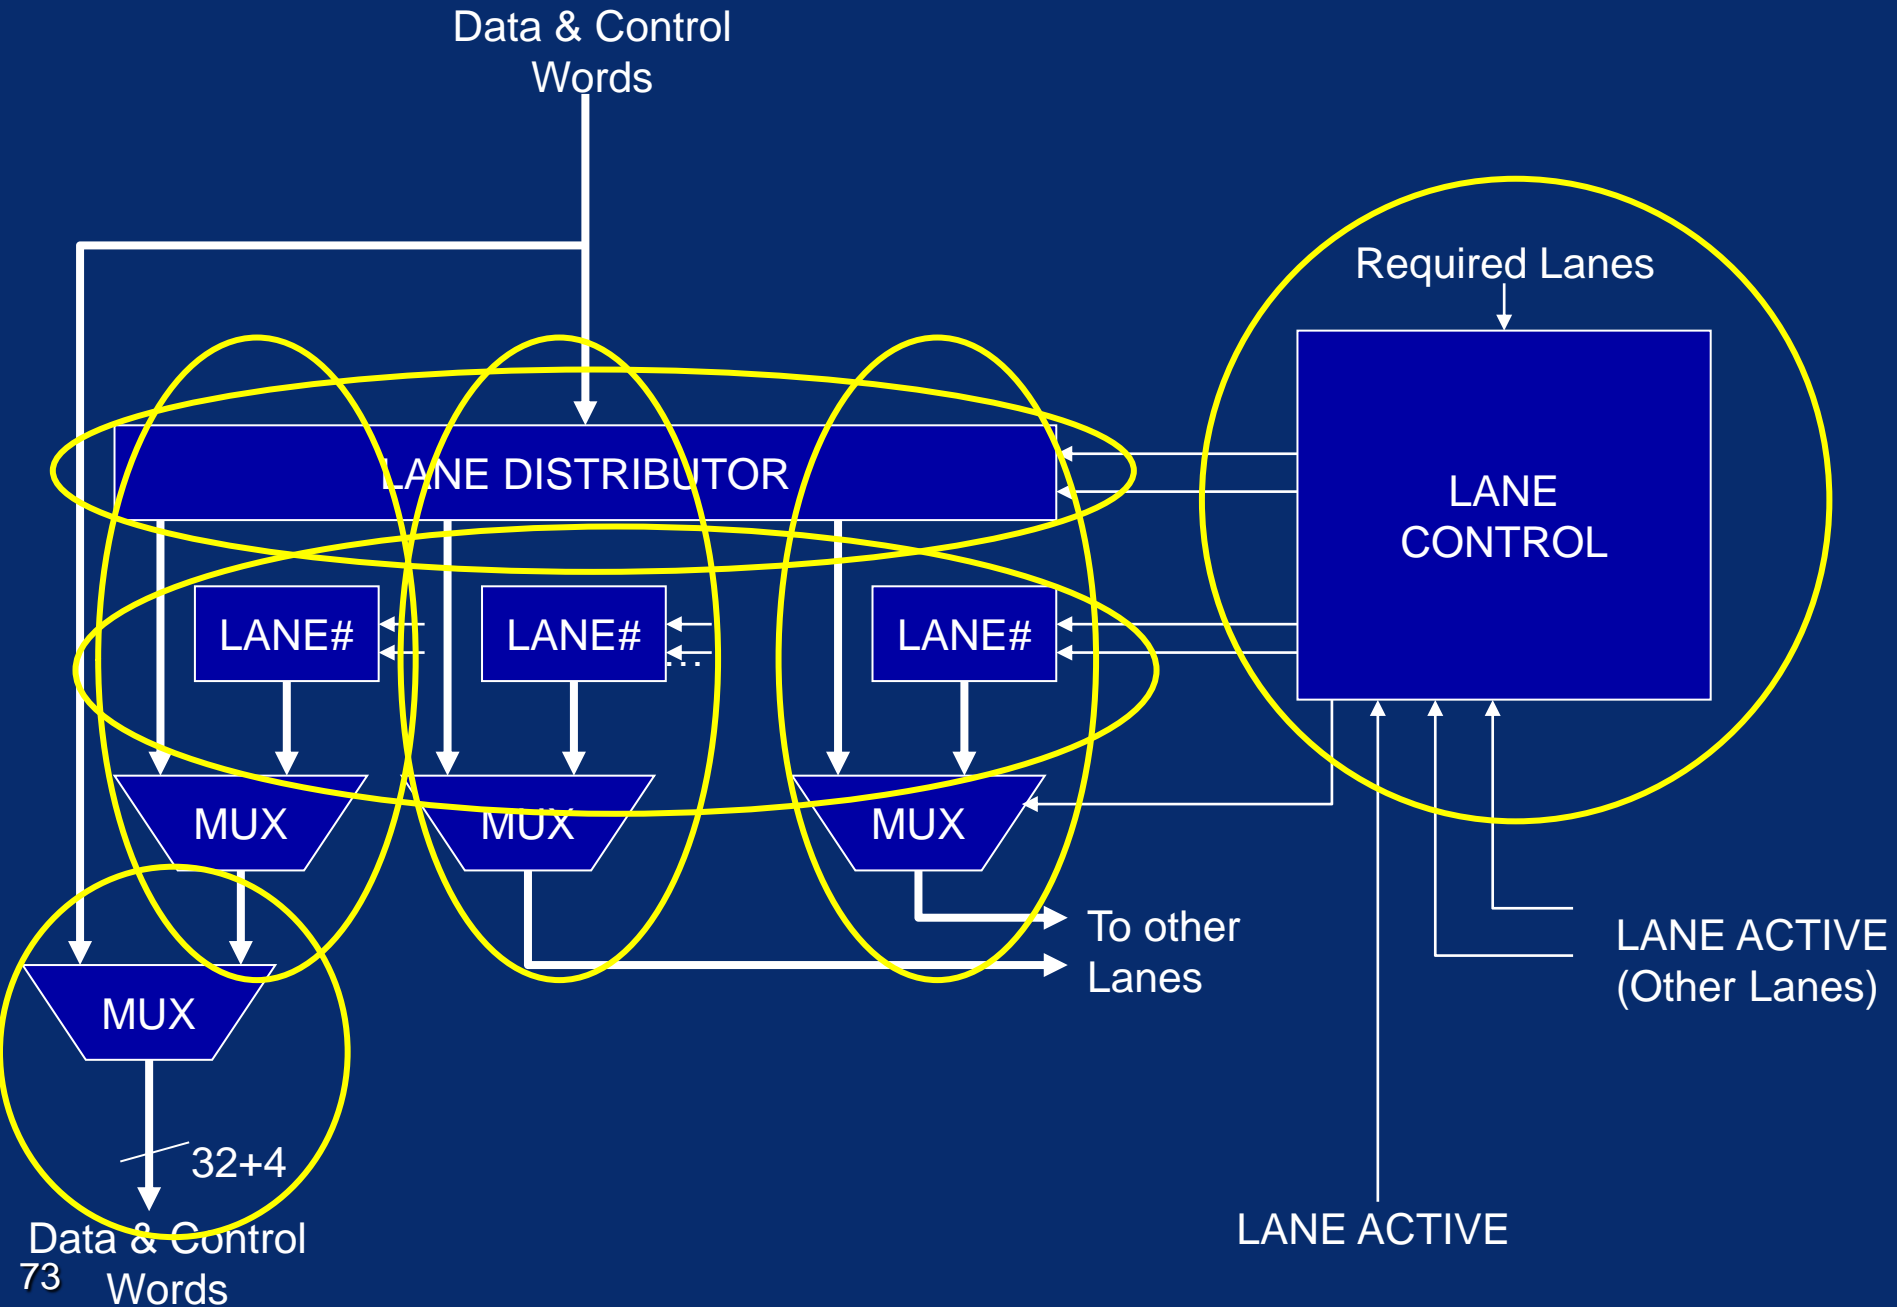 Data & Control
Words
Required Lanes
LANE DISTRIBUTOR
LANE
CONTROL
LANE#
LANE#
...
LANE#
MUX
MUX
MUX
To other
Lanes
LANE ACTIVE
(Other Lanes)
MUX
32+4
LANE ACTIVE
Data & Control
Words
73